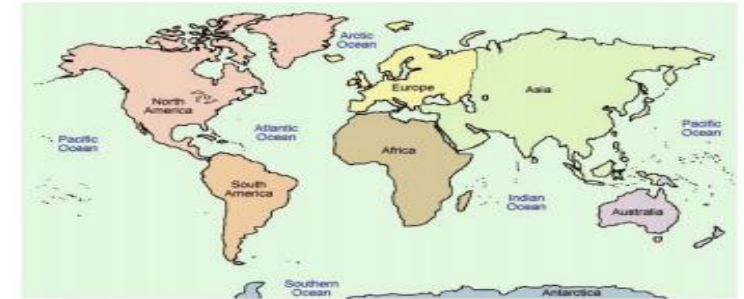 Arctic
Ocean
Europe
Asia
North
America
Pacific
Ocean
Atlantic
Ocean
Pacific
Ocean
Africa
South
America
Indian
Ocean
Australia
Southern
Ocean
Antarctica